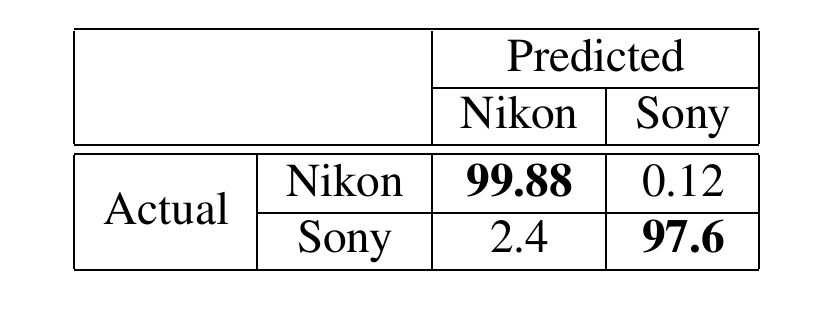 Predicted
Nikon Sony
Actual
Nikon 99.88 0.12
Sony 2.4 97.6